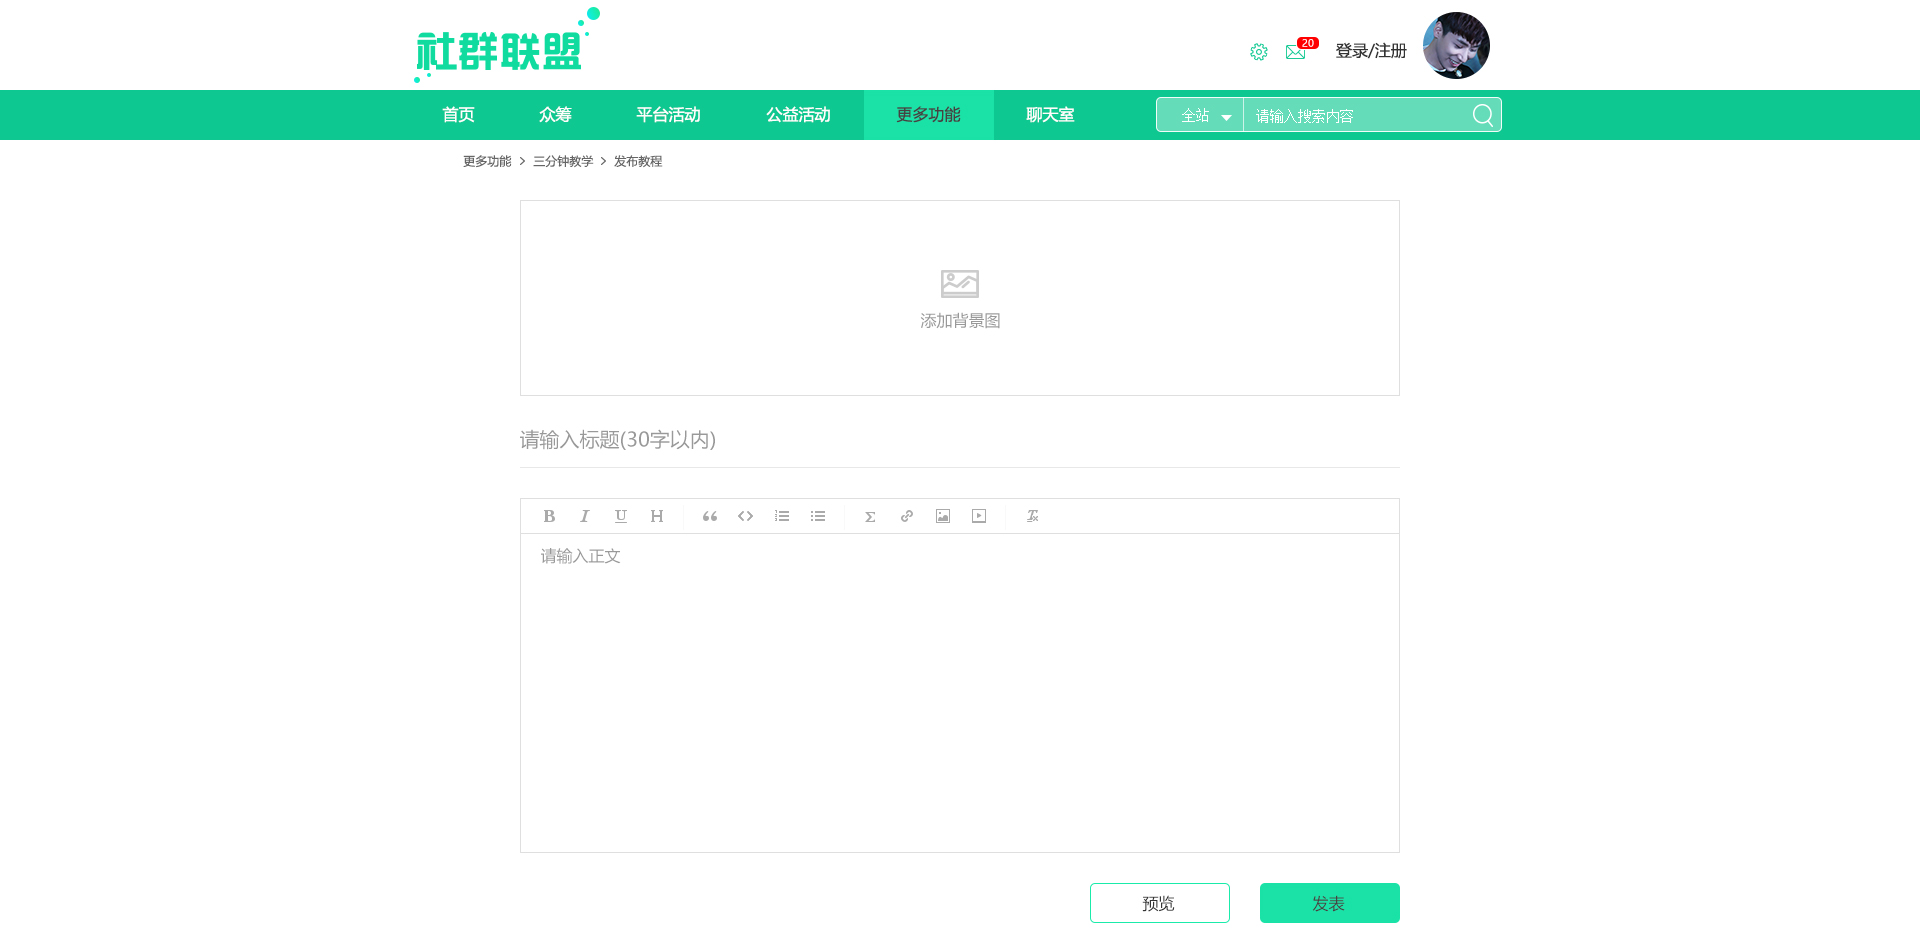 社群联盟
20
登录/注册
首页 众筹 平台活动 公益活动 更多功能 聊天室 全站 请输入搜索内容
更多功能 > 三分钟教学 > 发布教程
添加背景图
请输入标题(30字以内)
B I U H “ <> Σ
请输入正文
预览 发表